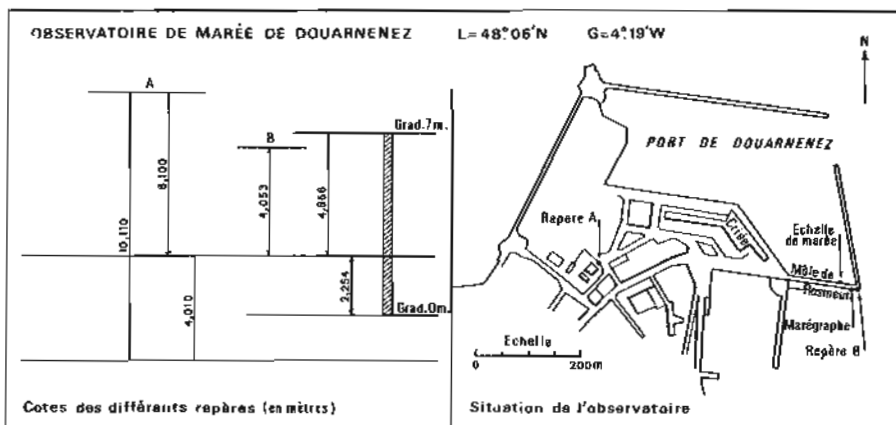 OBSERVATOIRE DE MARÉE DE DOUARNENEZ L=48°06'N G=4°19'W
A
Grad.7m.
B
6,100
4,053
4,866
10,110
2,254
4,010
Grad.0m.
Cotes des différents repères (en mètres)
N
PORT DE DOUARNENEZ
Repère A
Criée
Echelle
de marée
Môle de
Rosmeur
Marégraphe
Repère B
Echelle
0 200m
Situation de l'observatoire